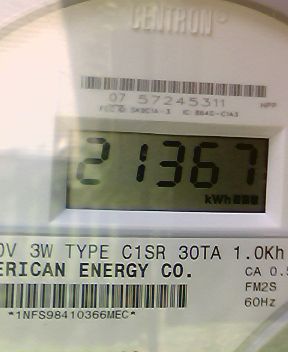 CENTRON
07 57245311
21367
kWh
0V 3W TYPE C1SR 30TA 1.0Kh
ERICAN ENERGY CO.
CA 0.5
FM2S
60Hz
*1NFS98410366MEC*